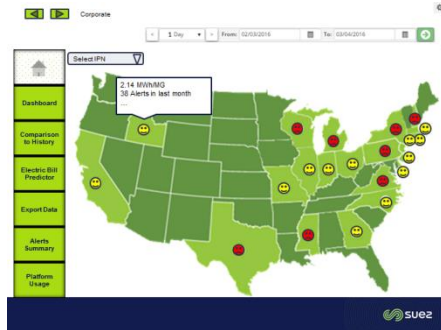 Corporate
1 Day From: 02/03/2016 To: 03/04/2016
Select IPN
2.14 MWh/MG
38 Alerts in last month
...
Dashboard
Comparison
to History
Electric Bill
Predictor
Export Data
Alerts
Summary
Platform
Usage
suez